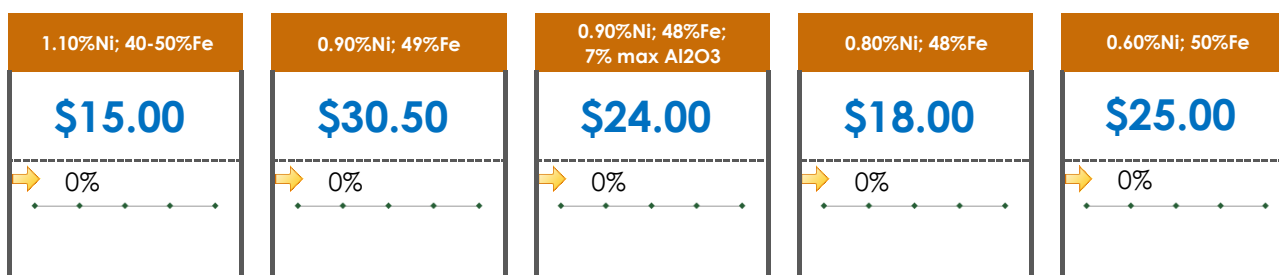 1.10%Ni; 40-50%Fe
$15.00
0%
0.90%Ni; 49%Fe
$30.50
0%
0.90%Ni; 48%Fe;
7% max Al2O3
$24.00
0%
0.80%Ni; 48%Fe
$18.00
0%
0.60%Ni; 50%Fe
$25.00
0%